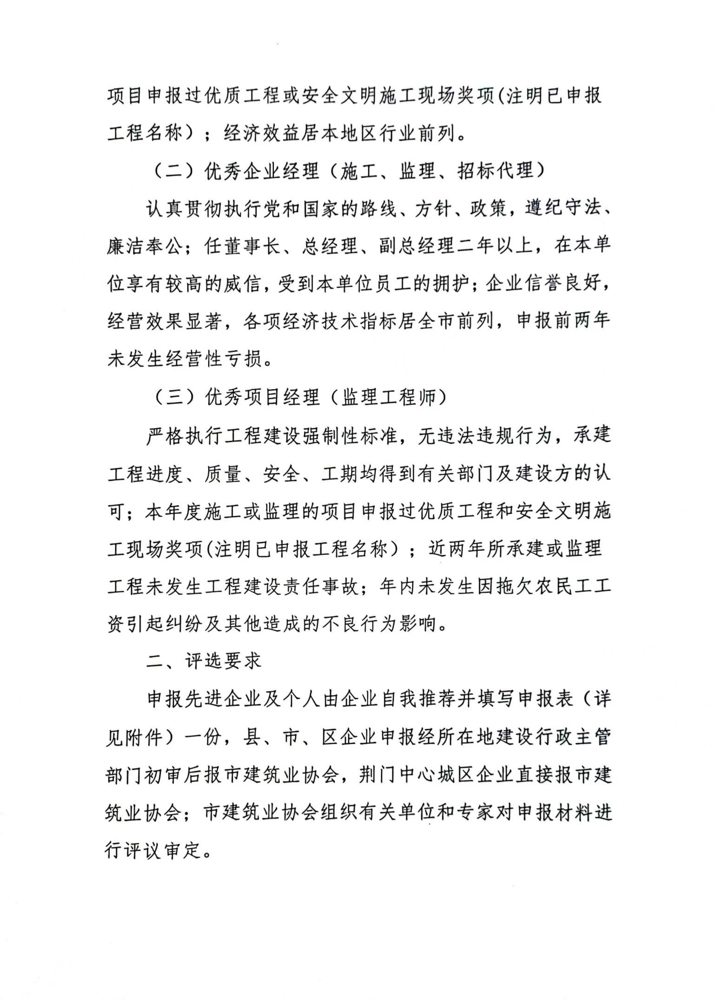 项目申报过优质工程或安全文明施工现场奖项(注明已申报
工程名称）；经济效益居本地区行业前列。
（二）优秀企业经理（施工、监理、招标代理）
认真贯彻执行党和国家的路线、方针、政策，遵纪守法、
廉洁奉公；任董事长、总经理、副总经理二年以上，在本单
位享有较高的威信，受到本单位员工的拥护；企业信誉良好，
经营效果显著，各项经济技术指标居全市前列，申报前两年
未发生经营性亏损。
（三）优秀项目经理（监理工程师）
严格执行工程建设强制性标准，无违法违规行为，承建
工程进度、质量、安全、工期均得到有关部门及建设方的认
可；本年度施工或监理的项目申报过优质工程和安全文明施
工现场奖项(注明已申报工程名称）；近两年所承建或监理
工程未发生工程建设责任事故；年内未发生因拖欠农民工工
资引起纠纷及其他造成的不良行为影响。
二、评选要求
申报先进企业及个人由企业自我推荐并填写申报表（详
见附件）一份，县、市、区企业申报经所在地建设行政主管
部门初审后报市建筑业协会，荆门中心城区企业直接报市建
筑业协会；市建筑业协会组织有关单位和专家对申报材料进
行评议审定。